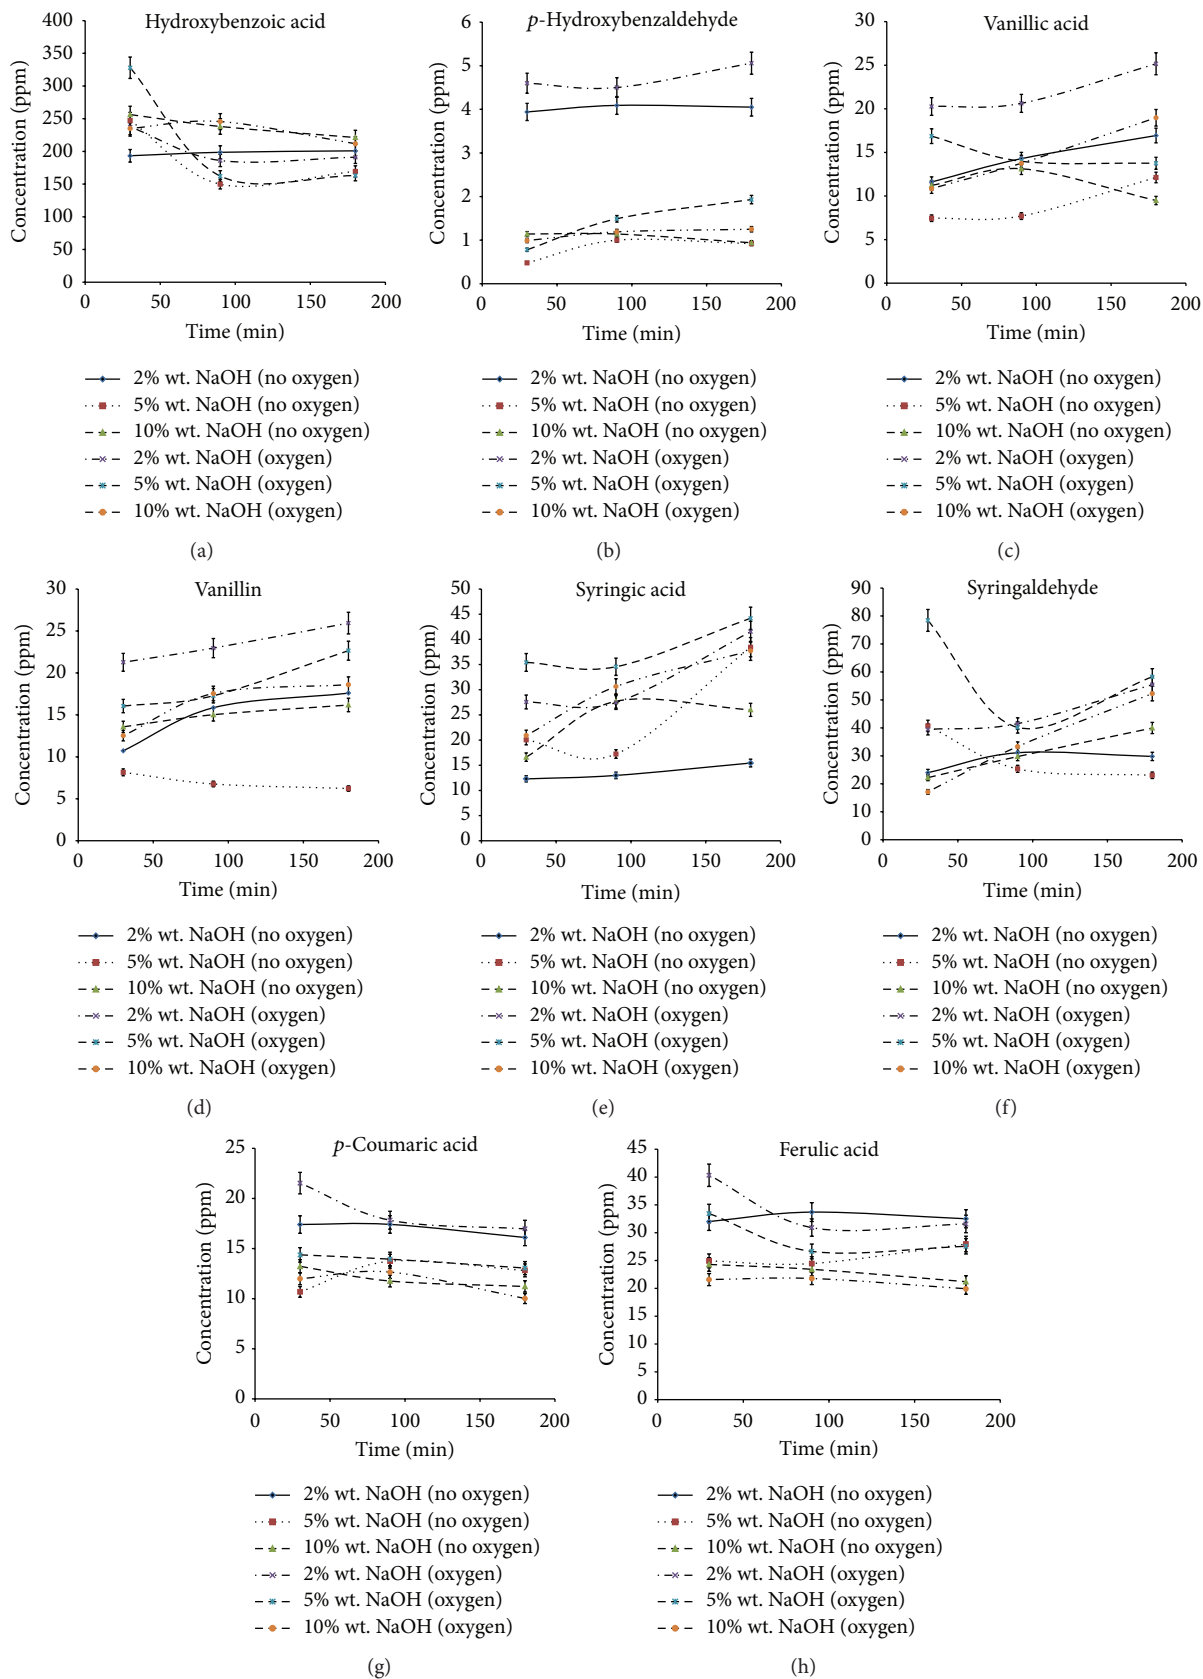 Hydroxybenzoic acid
Concentration (ppm)
400
350
300
250
200
150
100
50
0
0 50 100 150 200
Time (min)
2% wt. NaOH (no oxygen)
5% wt. NaOH (no oxygen)
10% wt. NaOH (no oxygen)
2% wt. NaOH (oxygen)
5% wt. NaOH (oxygen)
10% wt. NaOH (oxygen)
(a)
p-Hydroxybenzaldehyde
Concentration (ppm)
6
5
4
3
2
1
0
0 50 100 150 200
Time (min)
2% wt. NaOH (no oxygen)
5% wt. NaOH (no oxygen)
10% wt. NaOH (no oxygen)
2% wt. NaOH (oxygen)
5% wt. NaOH (oxygen)
10% wt. NaOH (oxygen)
(b)
Vanillic acid
Concentration (ppm)
30
25
20
15
10
5
0
0 50 100 150 200
Time (min)
2% wt. NaOH (no oxygen)
5% wt. NaOH (no oxygen)
10% wt. NaOH (no oxygen)
2% wt. NaOH (oxygen)
5% wt. NaOH (oxygen)
10% wt. NaOH (oxygen)
(c)
Vanillin
Concentration (ppm)
30
25
20
15
10
5
0
0 50 100 150 200
Time (min)
2% wt. NaOH (no oxygen)
5% wt. NaOH (no oxygen)
10% wt. NaOH (no oxygen)
2% wt. NaOH (oxygen)
5% wt. NaOH (oxygen)
10% wt. NaOH (oxygen)
(d)
Syringic acid
Concentration (ppm)
50
45
40
35
30
25
20
15
10
5
0
0 50 100 150 200
Time (min)
2% wt. NaOH (no oxygen)
5% wt. NaOH (no oxygen)
10% wt. NaOH (no oxygen)
2% wt. NaOH (oxygen)
5% wt. NaOH (oxygen)
10% wt. NaOH (oxygen)
(e)
Syringaldehyde
Concentration (ppm)
90
80
70
60
50
40
30
20
10
0
0 50 100 150 200
Time (min)
2% wt. NaOH (no oxygen)
5% wt. NaOH (no oxygen)
10% wt. NaOH (no oxygen)
2% wt. NaOH (oxygen)
5% wt. NaOH (oxygen)
10% wt. NaOH (oxygen)
(f)
p-Coumaric acid
Concentration (ppm)
25
20
15
10
5
0
0 50 100 150 200
Time (min)
2% wt. NaOH (no oxygen)
5% wt. NaOH (no oxygen)
10% wt. NaOH (no oxygen)
2% wt. NaOH (oxygen)
5% wt. NaOH (oxygen)
10% wt. NaOH (oxygen)
(g)
Ferulic acid
Concentration (ppm)
45
40
35
30
25
20
15
10
5
0
0 50 100 150 200
Time (min)
2% wt. NaOH (no oxygen)
5% wt. NaOH (no oxygen)
10% wt. NaOH (no oxygen)
2% wt. NaOH (oxygen)
5% wt. NaOH (oxygen)
10% wt. NaOH (oxygen)
(h)